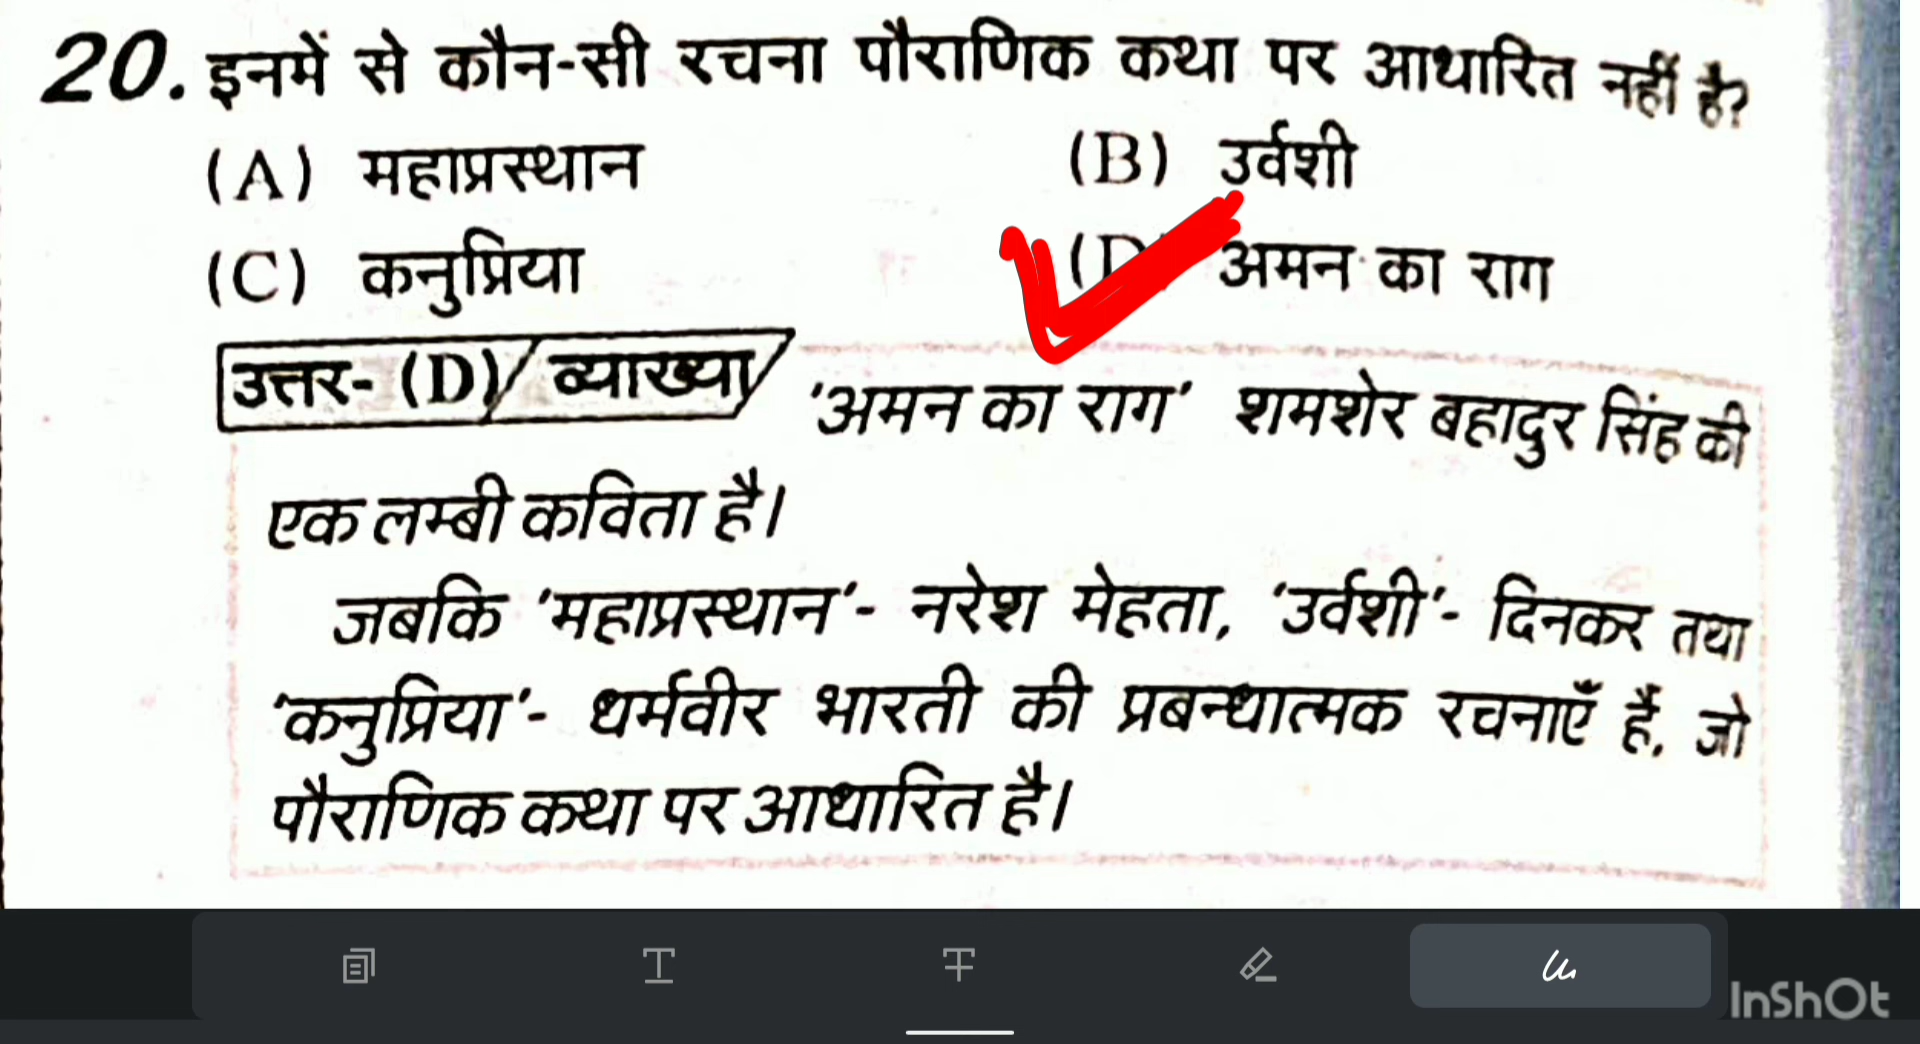 20. इनमें से कौन-सी रचना पौराणिक कथा पर आधारित नहीं है?
(A) महाप्रस्थान (B) उर्वशी
(C) कनुप्रिया (D) अमन का राग
उत्तर- (D)/ व्याख्या 'अमन का राग' शमशेर बहादुर सिंह की
एक लम्बी कविता है।
जबकि 'महाप्रस्थान'- नरेश मेहता, 'उर्वशी'- दिनकर तथा
'कनुप्रिया'- धर्मवीर भारती की प्रबन्धात्मक रचनाएँ हैं, जो
पौराणिक कथा पर आधारित है।
InShOt